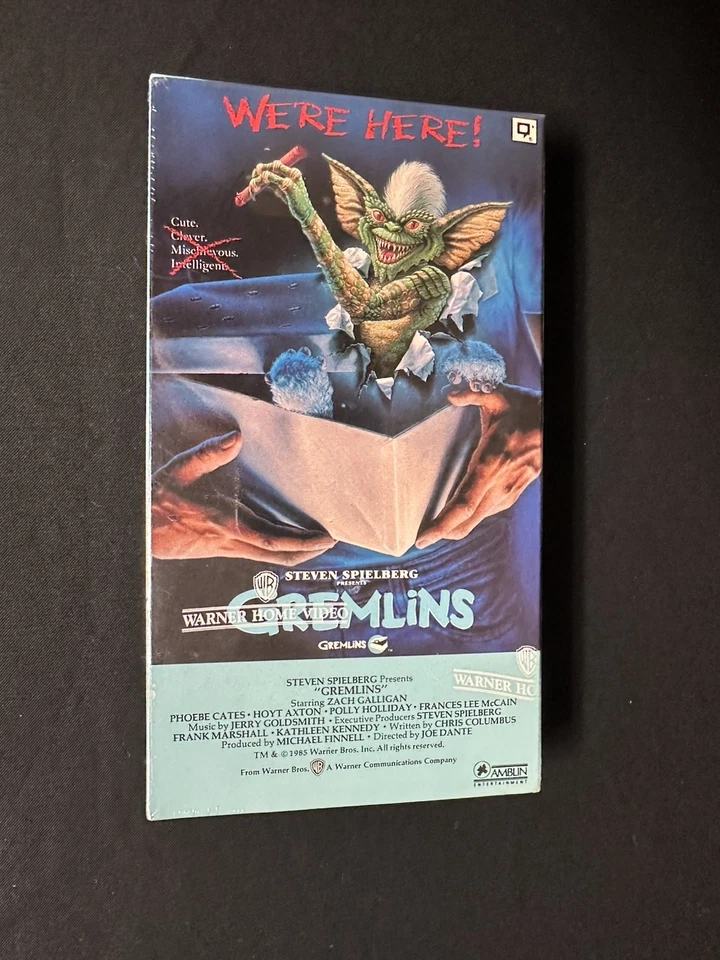 WE'RE HERE!
Cute.
Clever.
Mischievous.
Intelligent.
STEVEN SPIELBERG
PRESENTS
GREMLiNS
WARNER HOME VIDEO
GREMLiNS ™
WARNER HO
STEVEN SPIELBERG Presents
"GREMLINS"
Starring ZACH GALLIGAN
PHOEBE CATES • HOYT AXTON • POLLY HOLLIDAY • FRANCES LEE McCAIN
Music by JERRY GOLDSMITH • Executive Producers STEVEN SPIELBERG
FRANK MARSHALL • KATHLEEN KENNEDY • Written by CHRIS COLUMBUS
Produced by MICHAEL FINNELL • Directed by JOE DANTE
TM & © 1985 Warner Bros. Inc. All rights reserved.
From Warner Bros. WB A Warner Communications Company
AMBLIN
ENTERTAINMENT